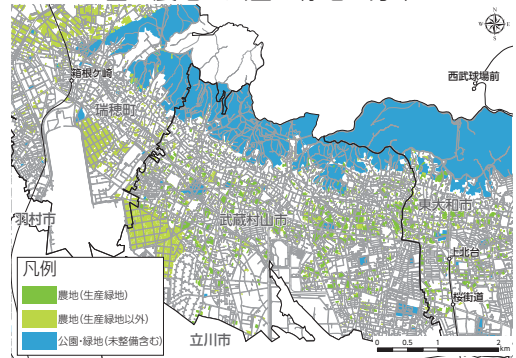 N
W
E
S
西武球場前
箱根ケ崎
瑞穂町
羽村市
武蔵村山市
東大和市
上北台
桜街道
立川市
凡例
農地(生産緑地)
農地(生産緑地以外)
公園・緑地(未整備含む)
0 0.5 1 2
km